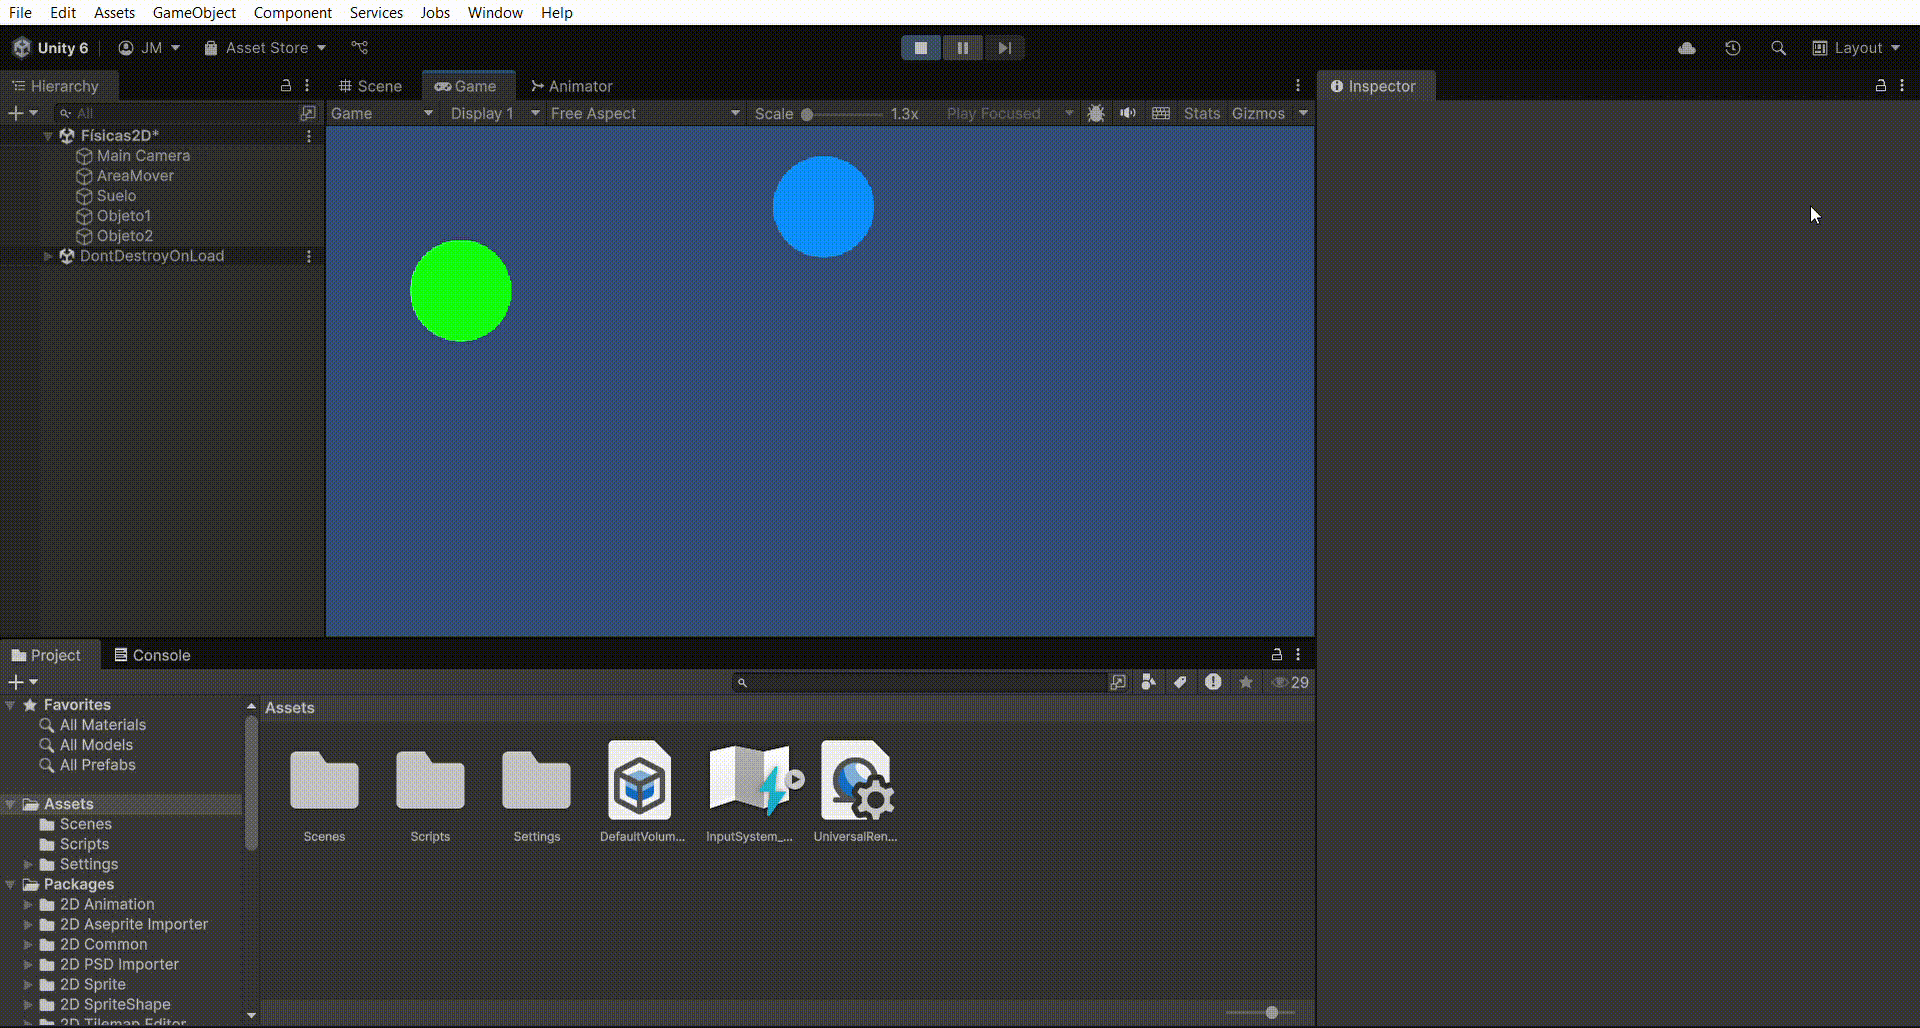 File Edit Assets GameObject Component Services Jobs Window Help
Unity 6 JM Asset Store Layout
Hierarchy Scene Game Animator Inspector
All Game Display 1 Free Aspect Scale 1.3x Play Focused Stats Gizmos
Físicas2D*
Main Camera
AreaMover
Suelo
Objeto1
Objeto2
DontDestroyOnLoad
Project Console
29
Favorites
All Materials
All Models
All Prefabs
Assets
Scenes
Scripts
Settings
Packages
2D Animation
2D Aseprite Importer
2D Common
2D PSD Importer
2D Sprite
2D SpriteShape
2D Tilemap Editor
Assets
Scenes Scripts Settings DefaultVolum... InputSystem_... UniversalRen...